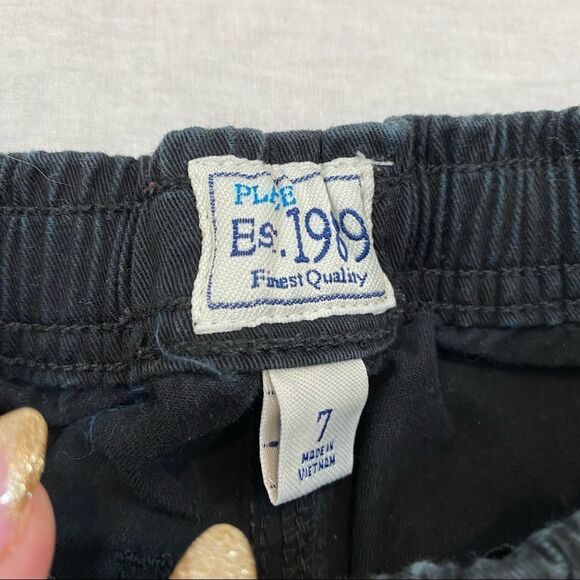 PLACE
Est.1989
Finest Quality
7
MADE IN
VIETNAM